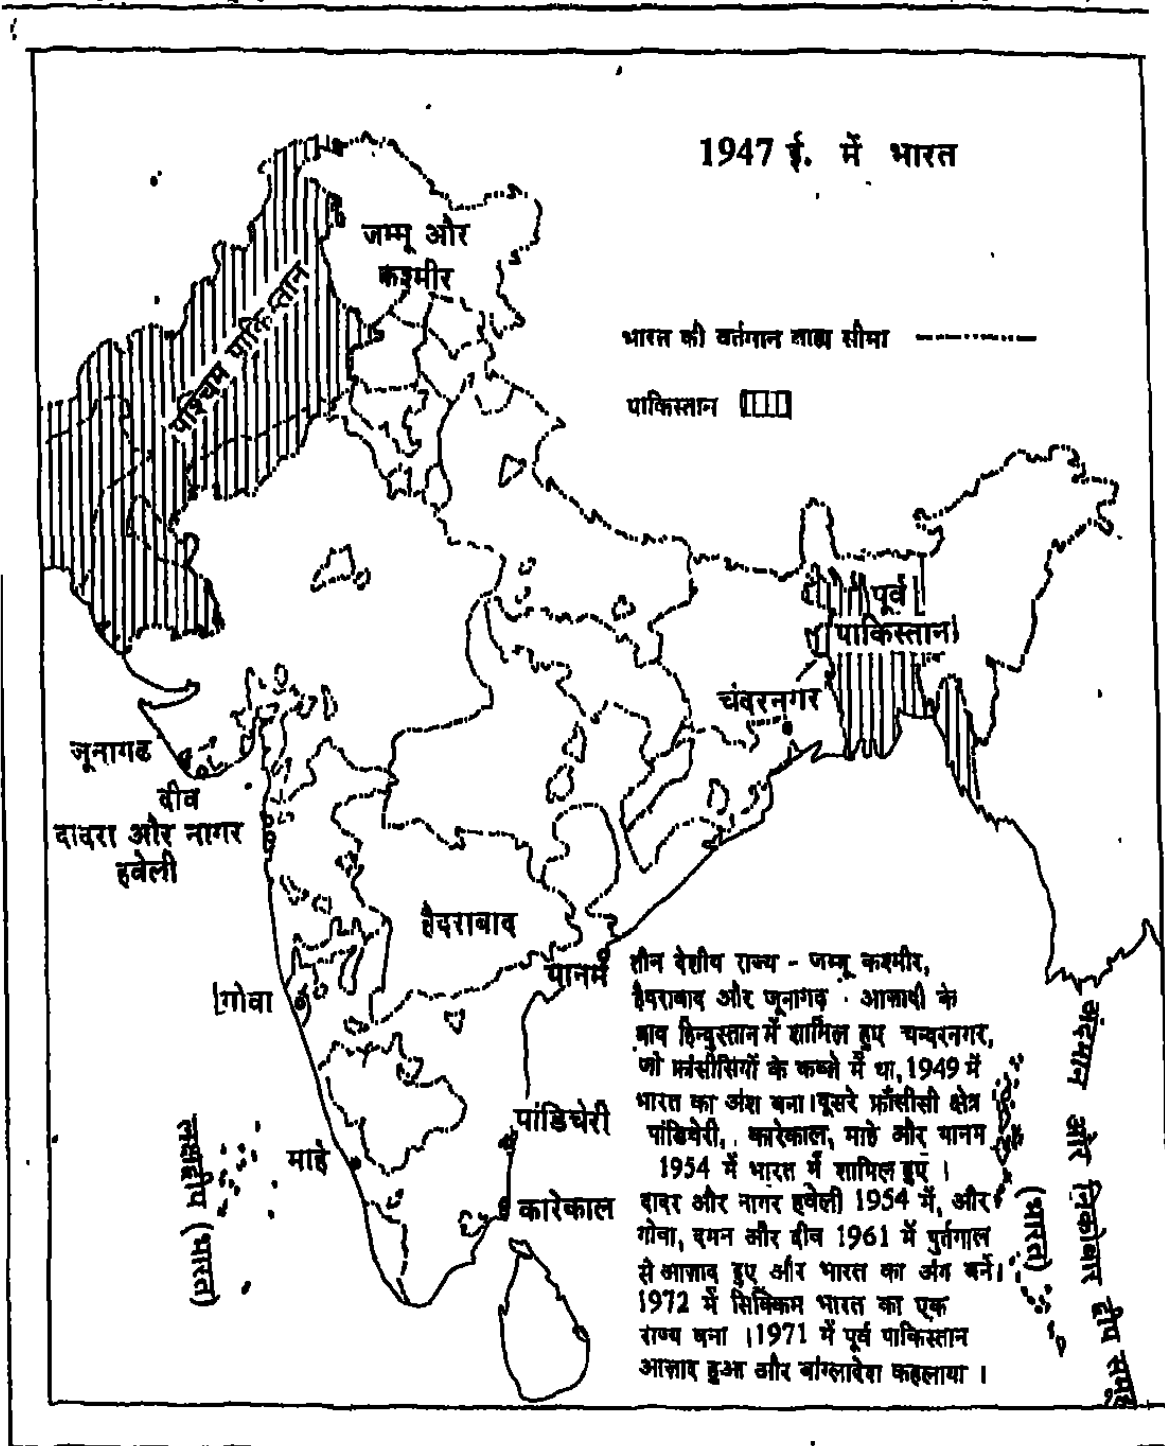 1947 ई. में भारत
जम्मू और
कश्मीर
पश्चिम पाकिस्तान
भारत की वर्तमान बाह्य सीमा
पाकिस्तान
पूर्व
पाकिस्तान
चंदरनगर
जूनागढ
दीव
दादरा और नागर
हवेली
हैदराबाद
यानम
गोवा
पांडिचेरी
माहे
कारेकाल
लक्षद्वीप (भारत)
अंदमान और निकोबार द्वीप समूह
(भारत)
तीन देशीय राज्य - जम्मू कश्मीर,
हैदराबाद और जूनागढ़ आज़ादी के
बाद हिन्दुस्तान में शामिल हुए चन्दरनगर,
जो फ्रांसीसियों के कब्जे में था, 1949 में
भारत का अंश बना। दूसरे फ्रांसीसी क्षेत्र
पांडिचेरी, कारेकाल, माहे और यानम
1954 में भारत में शामिल हुए ।
दादर और नागर हवेली 1954 में, और
गोवा, दमन और दीव 1961 में पुर्तगाल
से आज़ाद हुए और भारत का अंग बने।
1972 में सिक्किम भारत का एक
राज्य बना । 1971 में पूर्व पाकिस्तान
आज़ाद हुआ और बांग्लादेश कहलाया ।